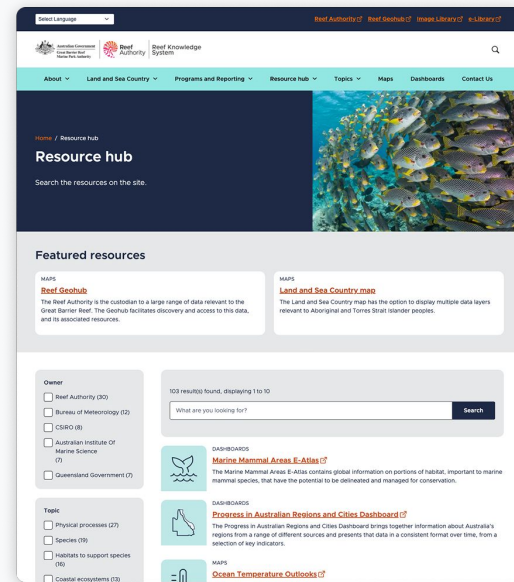 Select Language
Reef Authority Reef Geohub Image Library e-Library
Australian Government
Great Barrier Reef
Marine Park Authority
Reef
Authority
Reef Knowledge
System
About Land and Sea Country Programs and Reporting Resource hub Topics Maps Dashboards Contact Us
Home / Resource hub
Resource hub
Search the resources on the site.
Featured resources
MAPS
Reef Geohub
The Reef Authority is the custodian to a large range of data relevant to the
Great Barrier Reef. The Geohub facilitates discovery and access to this data,
and its associated resources.
MAPS
Land and Sea Country map
The Land and Sea Country map has the option to display multiple data layers
relevant to Aboriginal and Torres Strait Islander peoples.
Owner
Reef Authority (30)
Bureau of Meteorology (12)
CSIRO (8)
Australian Institute Of
Marine Science
(7)
Queensland Government (7)
Topic
Physical processes (27)
Species (19)
Habitats to support species
(16)
Coastal ecosystems (13)
103 result(s) found, displaying 1 to 10
What are you looking for?
Search
DASHBOARDS
Marine Mammal Areas E-Atlas
The Marine Mammal Areas E-Atlas contains global information on portions of habitat, important to marine
mammal species, that have the potential to be delineated and managed for conservation.
DASHBOARDS
Progress in Australian Regions and Cities Dashboard
The Progress in Australian Regions and Cities Dashboard brings together information about Australia's
regions from a range of different sources and presents that data in a consistent format over time, from a
selection of key indicators.
MAPS
Ocean Temperature Outlooks